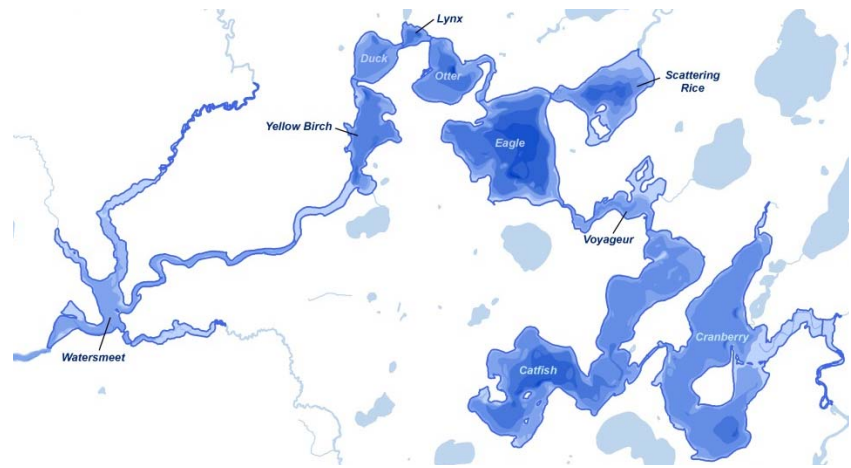 Lynx
Duck
Otter
Scattering
Rice
Yellow Birch
Eagle
Voyageur
Cranberry
Watersmeet
Catfish